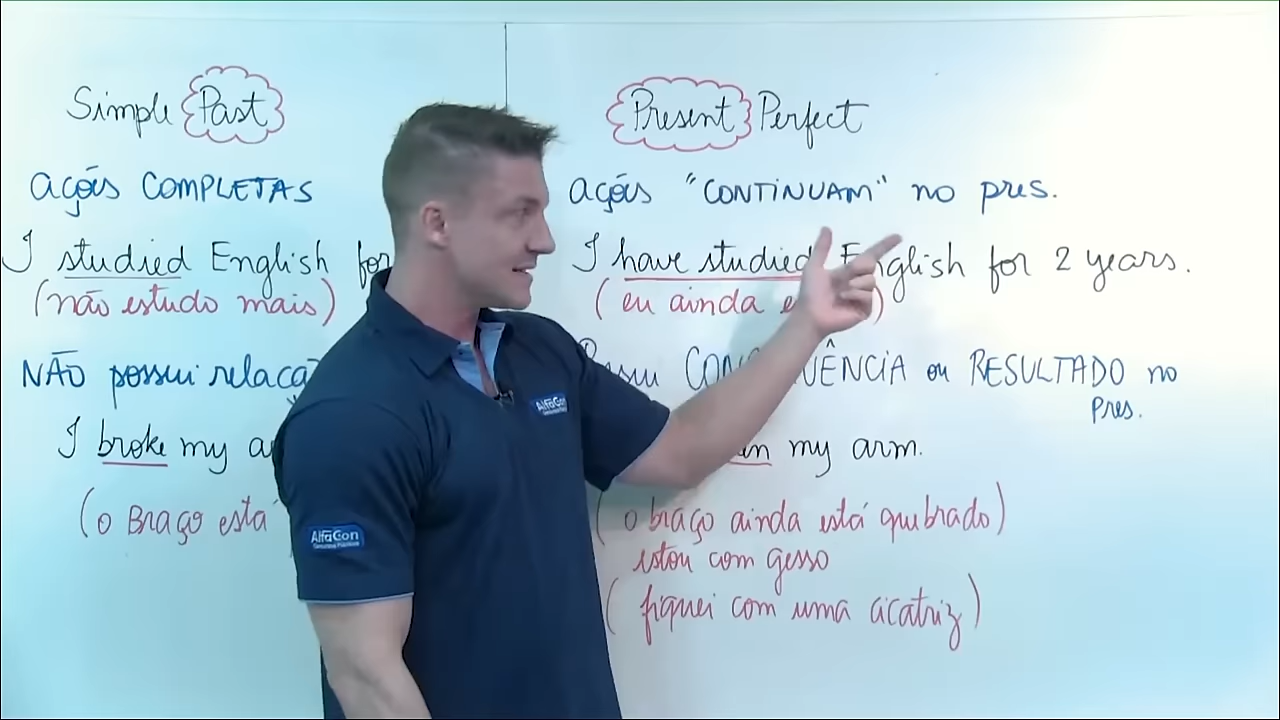 Simple Past
ações COMPLETAS
I studied English for
(não estudo mais)
NÃO possui
I broke my
(o Braço está
Present Perfect
ações "CONTINUAM" no pres.
I have studied English for 2 years.
(eu ainda
ou RESULTADO no
pres.
my arm.
(o braço ainda está quebrado)
estou com gesso
(fiquei com uma cicatriz)
AlfaCon
AlfaCon